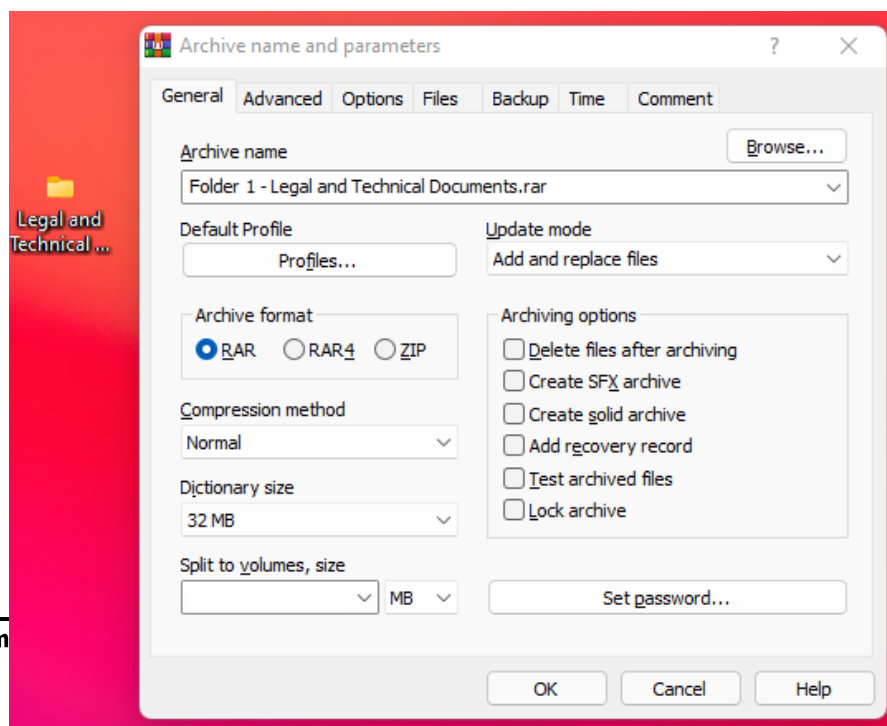 Archive name and parameters
General Advanced Options Files Backup Time Comment
Archive name
Browse...
Folder 1 - Legal and Technical Documents.rar
Legal and
Technical ...
Default Profile
Profiles...
Update mode
Add and replace files
Archive format
RAR RAR4 ZIP
Archiving options
Delete files after archiving
Create SFX archive
Create solid archive
Add recovery record
Test archived files
Lock archive
Compression method
Normal
Dictionary size
32 MB
Split to volumes, size
MB
Set password...
OK Cancel Help